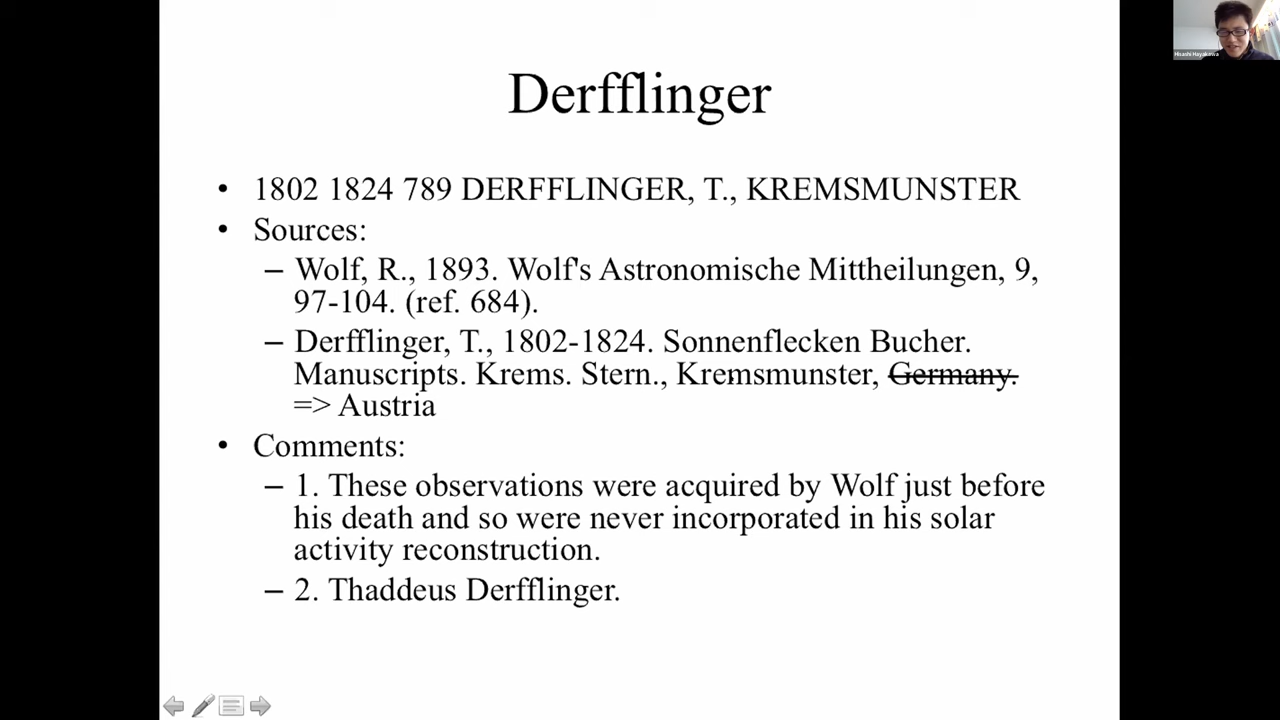 Derfflinger
Hisashi Hayakawa
• 1802 1824 789 DERFFLINGER, T., KREMSMUNSTER
• Sources:
– Wolf, R., 1893. Wolf's Astronomische Mittheilungen, 9,
97-104. (ref. 684).
– Derfflinger, T., 1802-1824. Sonnenflecken Bucher.
Manuscripts. Krems. Stern., Kremsmunster, Germany.
=> Austria
• Comments:
– 1. These observations were acquired by Wolf just before
his death and so were never incorporated in his solar
activity reconstruction.
– 2. Thaddeus Derfflinger.